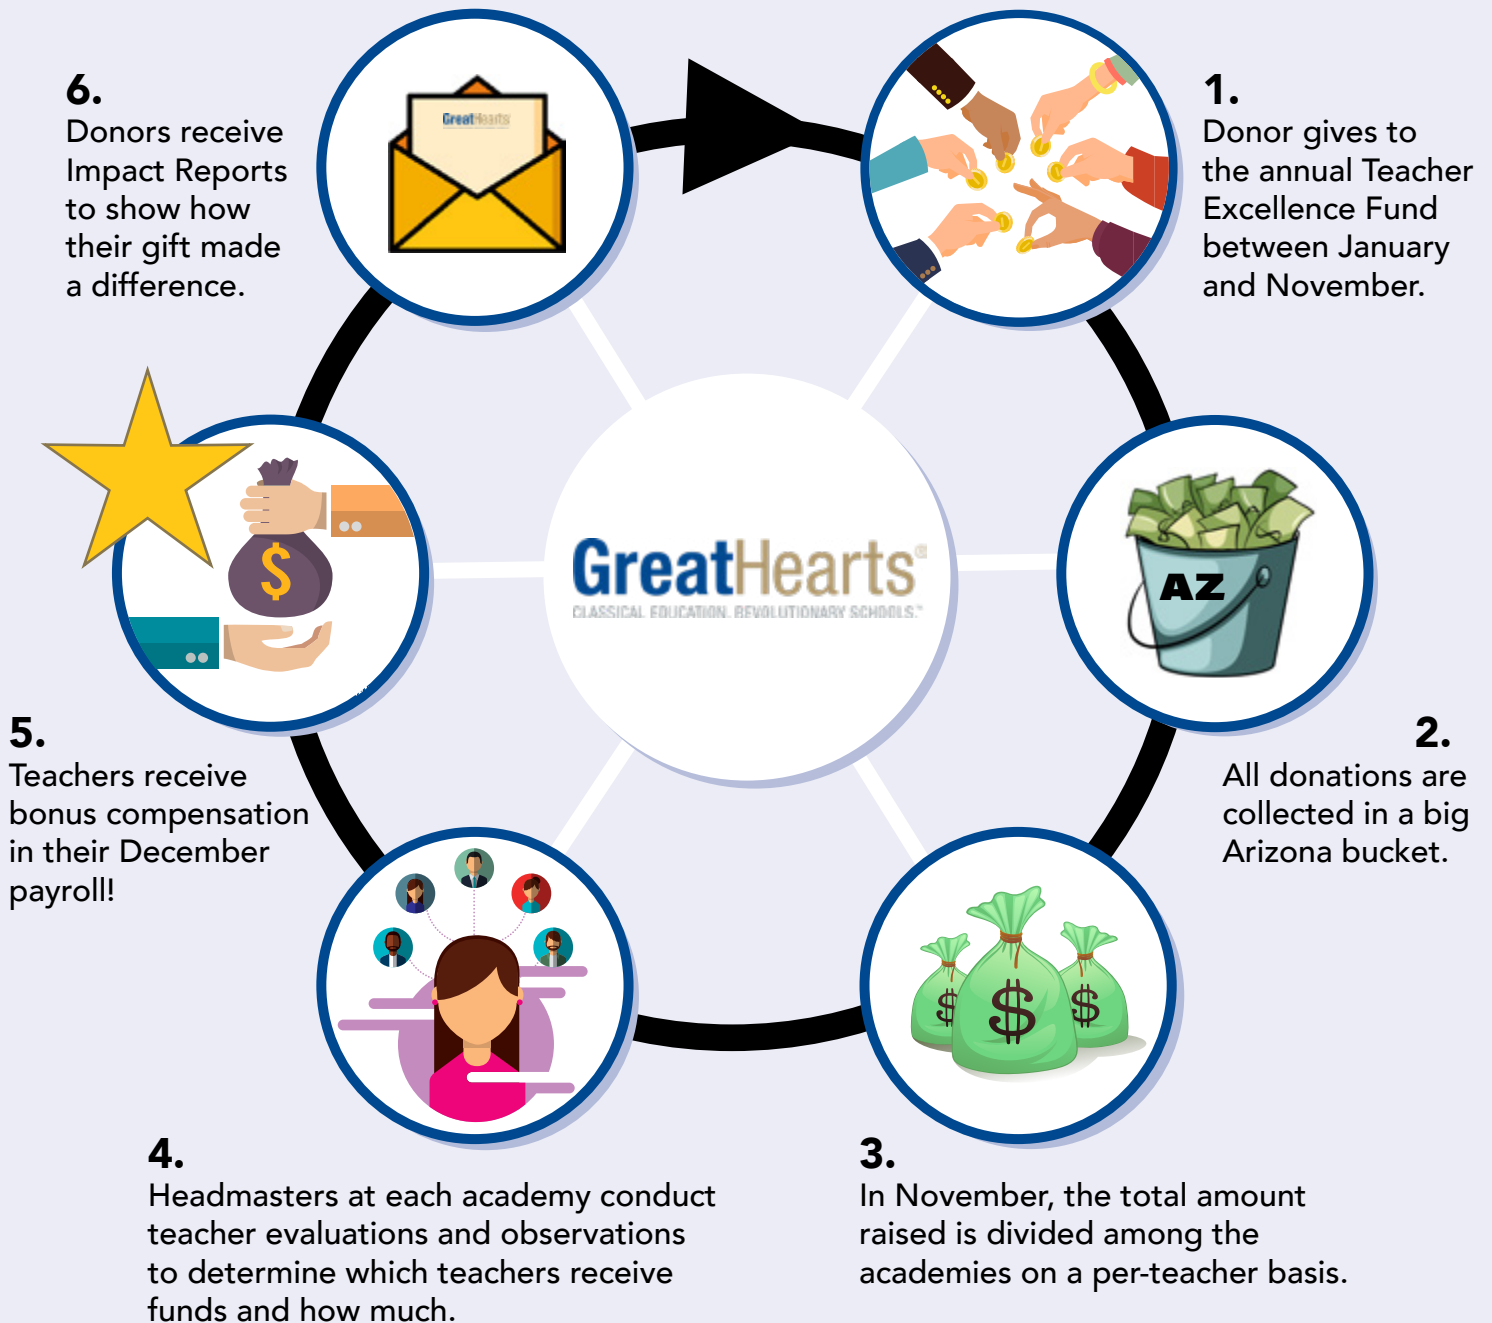 1.
Donor gives to
the annual Teacher
Excellence Fund
between January
and November.
2.
All donations are
collected in a big
Arizona bucket.
3.
In November, the total amount
raised is divided among the
academies on a per-teacher basis.
4.
Headmasters at each academy conduct
teacher evaluations and observations
to determine which teachers receive
funds and how much.
5.
Teachers receive
bonus compensation
in their December
payroll!
6.
Donors receive
Impact Reports
to show how
their gift made
a difference.
GreatHearts
AZ
$
$ $ $
GreatHearts®
CLASSICAL EDUCATION. REVOLUTIONARY SCHOOLS.™